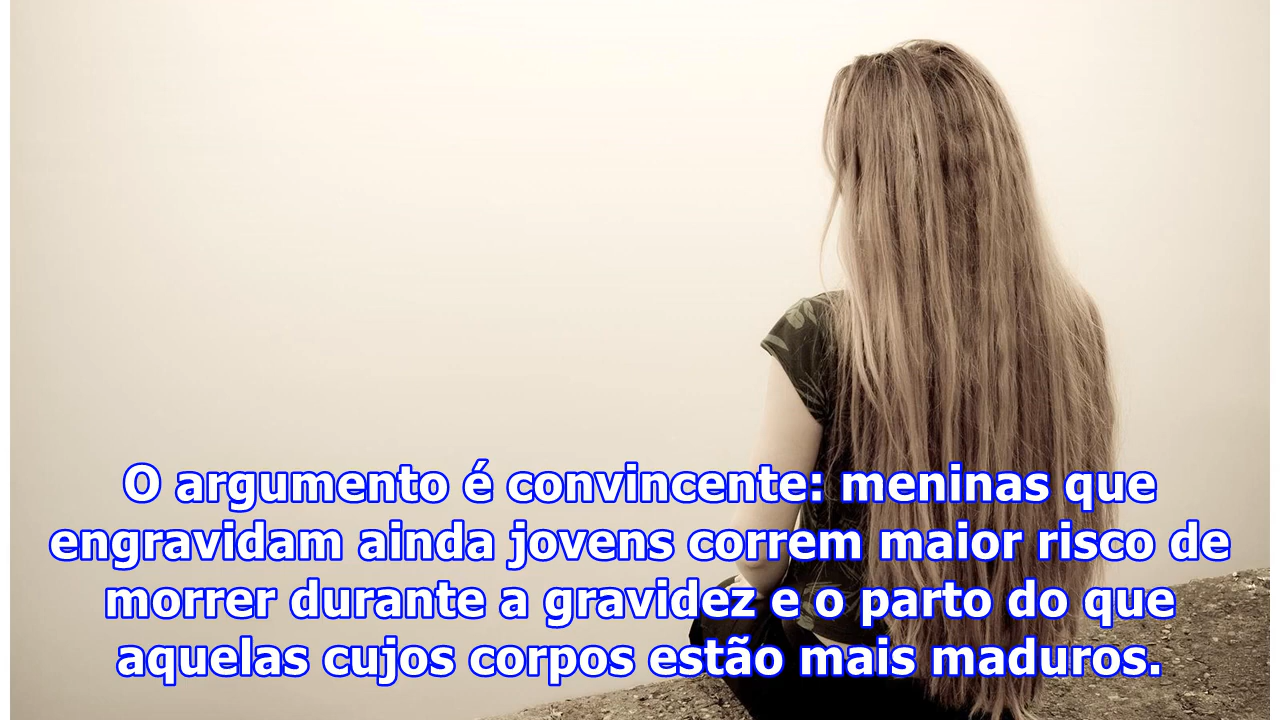 O argumento é convincente: meninas que
engravidam ainda jovens correm maior risco de
morrer durante a gravidez e o parto do que
aquelas cujos corpos estão mais maduros.